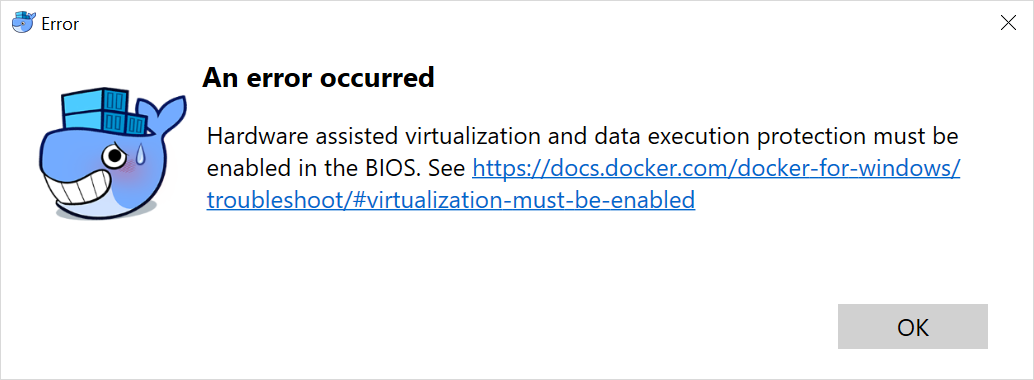 Error
An error occurred
Hardware assisted virtualization and data execution protection must be
enabled in the BIOS. See https://docs.docker.com/docker-for-windows/
troubleshoot/#virtualization-must-be-enabled
OK